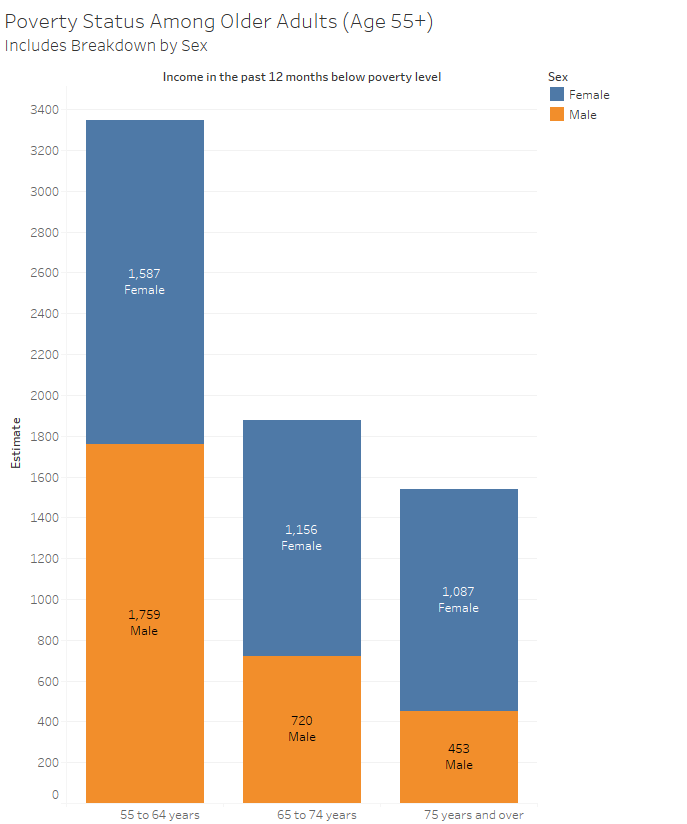 Poverty Status Among Older Adults (Age 55+)
Includes Breakdown by Sex
Income in the past 12 months below poverty level
Sex
Female
Male
Estimate
3400
3200
3000
2800
2600
2400
2200
2000
1800
1600
1400
1200
1000
800
600
400
200
0
1,587
Female
1,759
Male
1,156
Female
720
Male
1,087
Female
453
Male
55 to 64 years
65 to 74 years
75 years and over